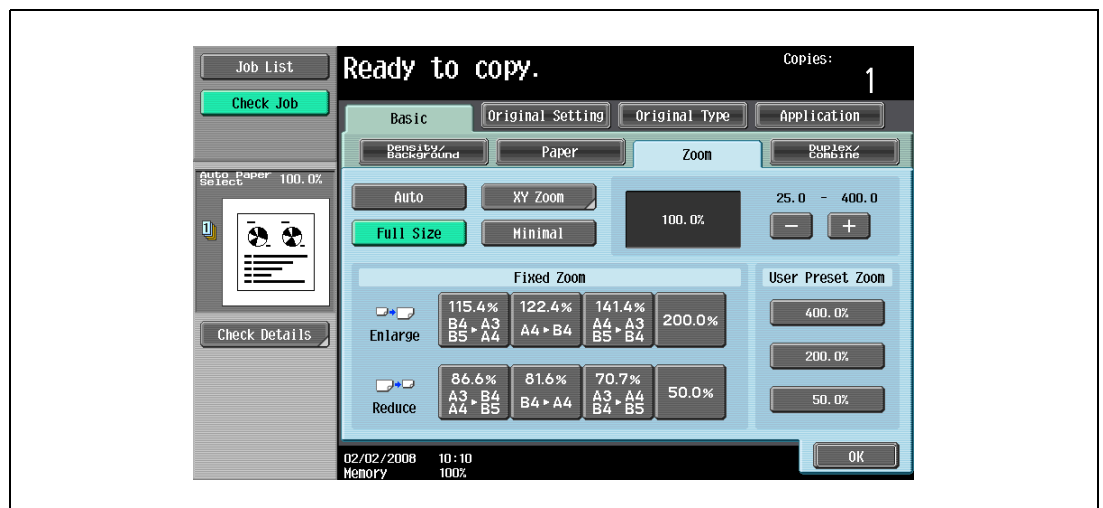 Job List
Check Job
Ready to copy.
Copies:
1
Basic
Original Setting
Original Type
Application
Density/
Background
Paper
Zoom
Duplex/
Combine
Auto Paper
Select
100.0%
1
Check Details
Auto
XY Zoom
Full Size
Minimal
100.0%
25.0 - 400.0
−
+
Fixed Zoom
Enlarge
115.4%
B4▸A3
B5▸A4
122.4%
A4▸B4
141.4%
A4▸A3
B5▸B4
200.0%
Reduce
86.6%
A3▸B4
A4▸B5
81.6%
B4▸A4
70.7%
A3▸A4
B4▸B5
50.0%
User Preset Zoom
400.0%
200.0%
50.0%
02/02/2008 10:10
Memory 100%
OK